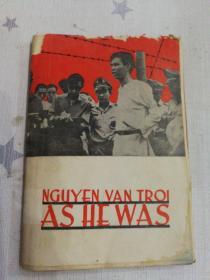 NGUYEN VAN TROI
AS HE WAS